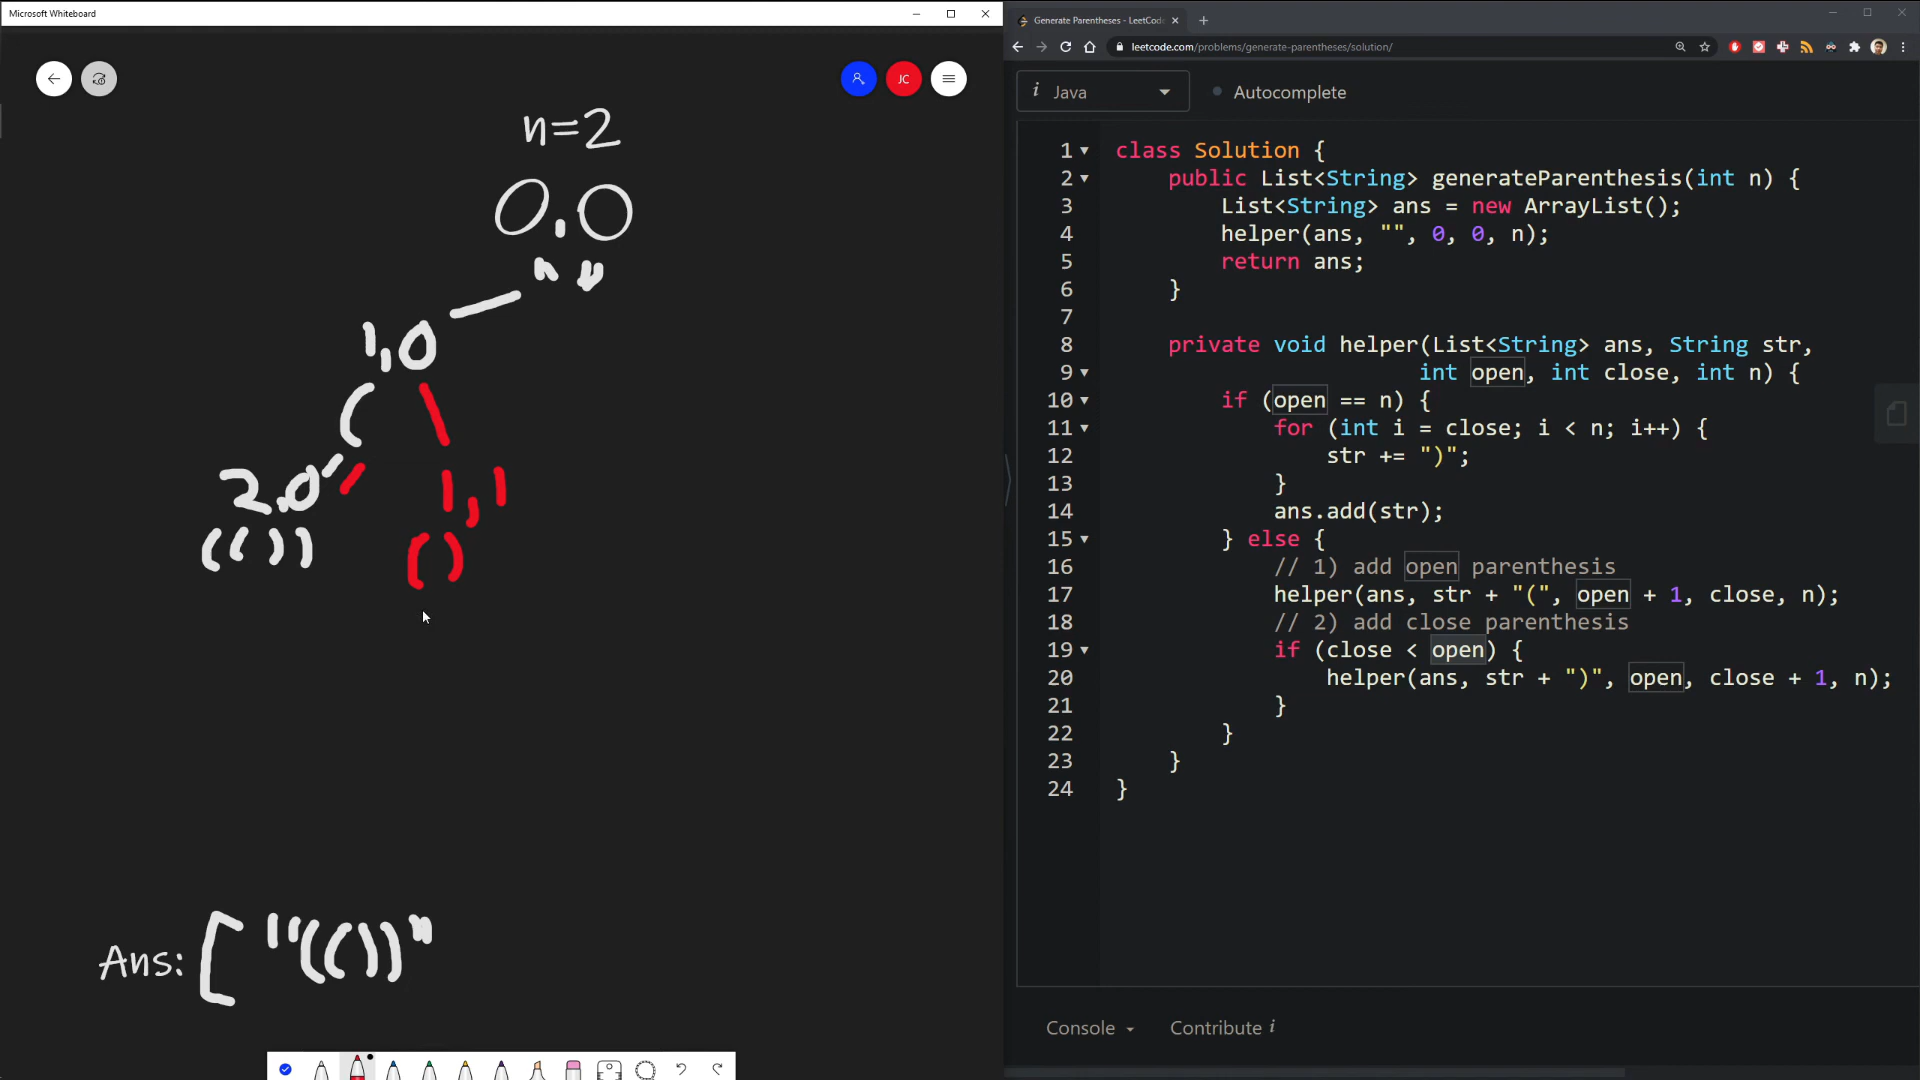 Microsoft Whiteboard
JC
n=2
0,0
1,0
(
2,0
(())
1,1
()
Ans: ["(())"
Generate Parentheses - LeetCod
leetcode.com/problems/generate-parentheses/solution/
i Java
Autocomplete
1 class Solution {
2 public List<String> generateParenthesis(int n) {
3 List<String> ans = new ArrayList();
4 helper(ans, "", 0, 0, n);
5 return ans;
6 }
7
8 private void helper(List<String> ans, String str,
9 int open, int close, int n) {
10 if (open == n) {
11 for (int i = close; i < n; i++) {
12 str += ")";
13 }
14 ans.add(str);
15 } else {
16 // 1) add open parenthesis
17 helper(ans, str + "(", open + 1, close, n);
18 // 2) add close parenthesis
19 if (close < open) {
20 helper(ans, str + ")", open, close + 1, n);
21 }
22 }
23 }
24 }
Console
Contribute i